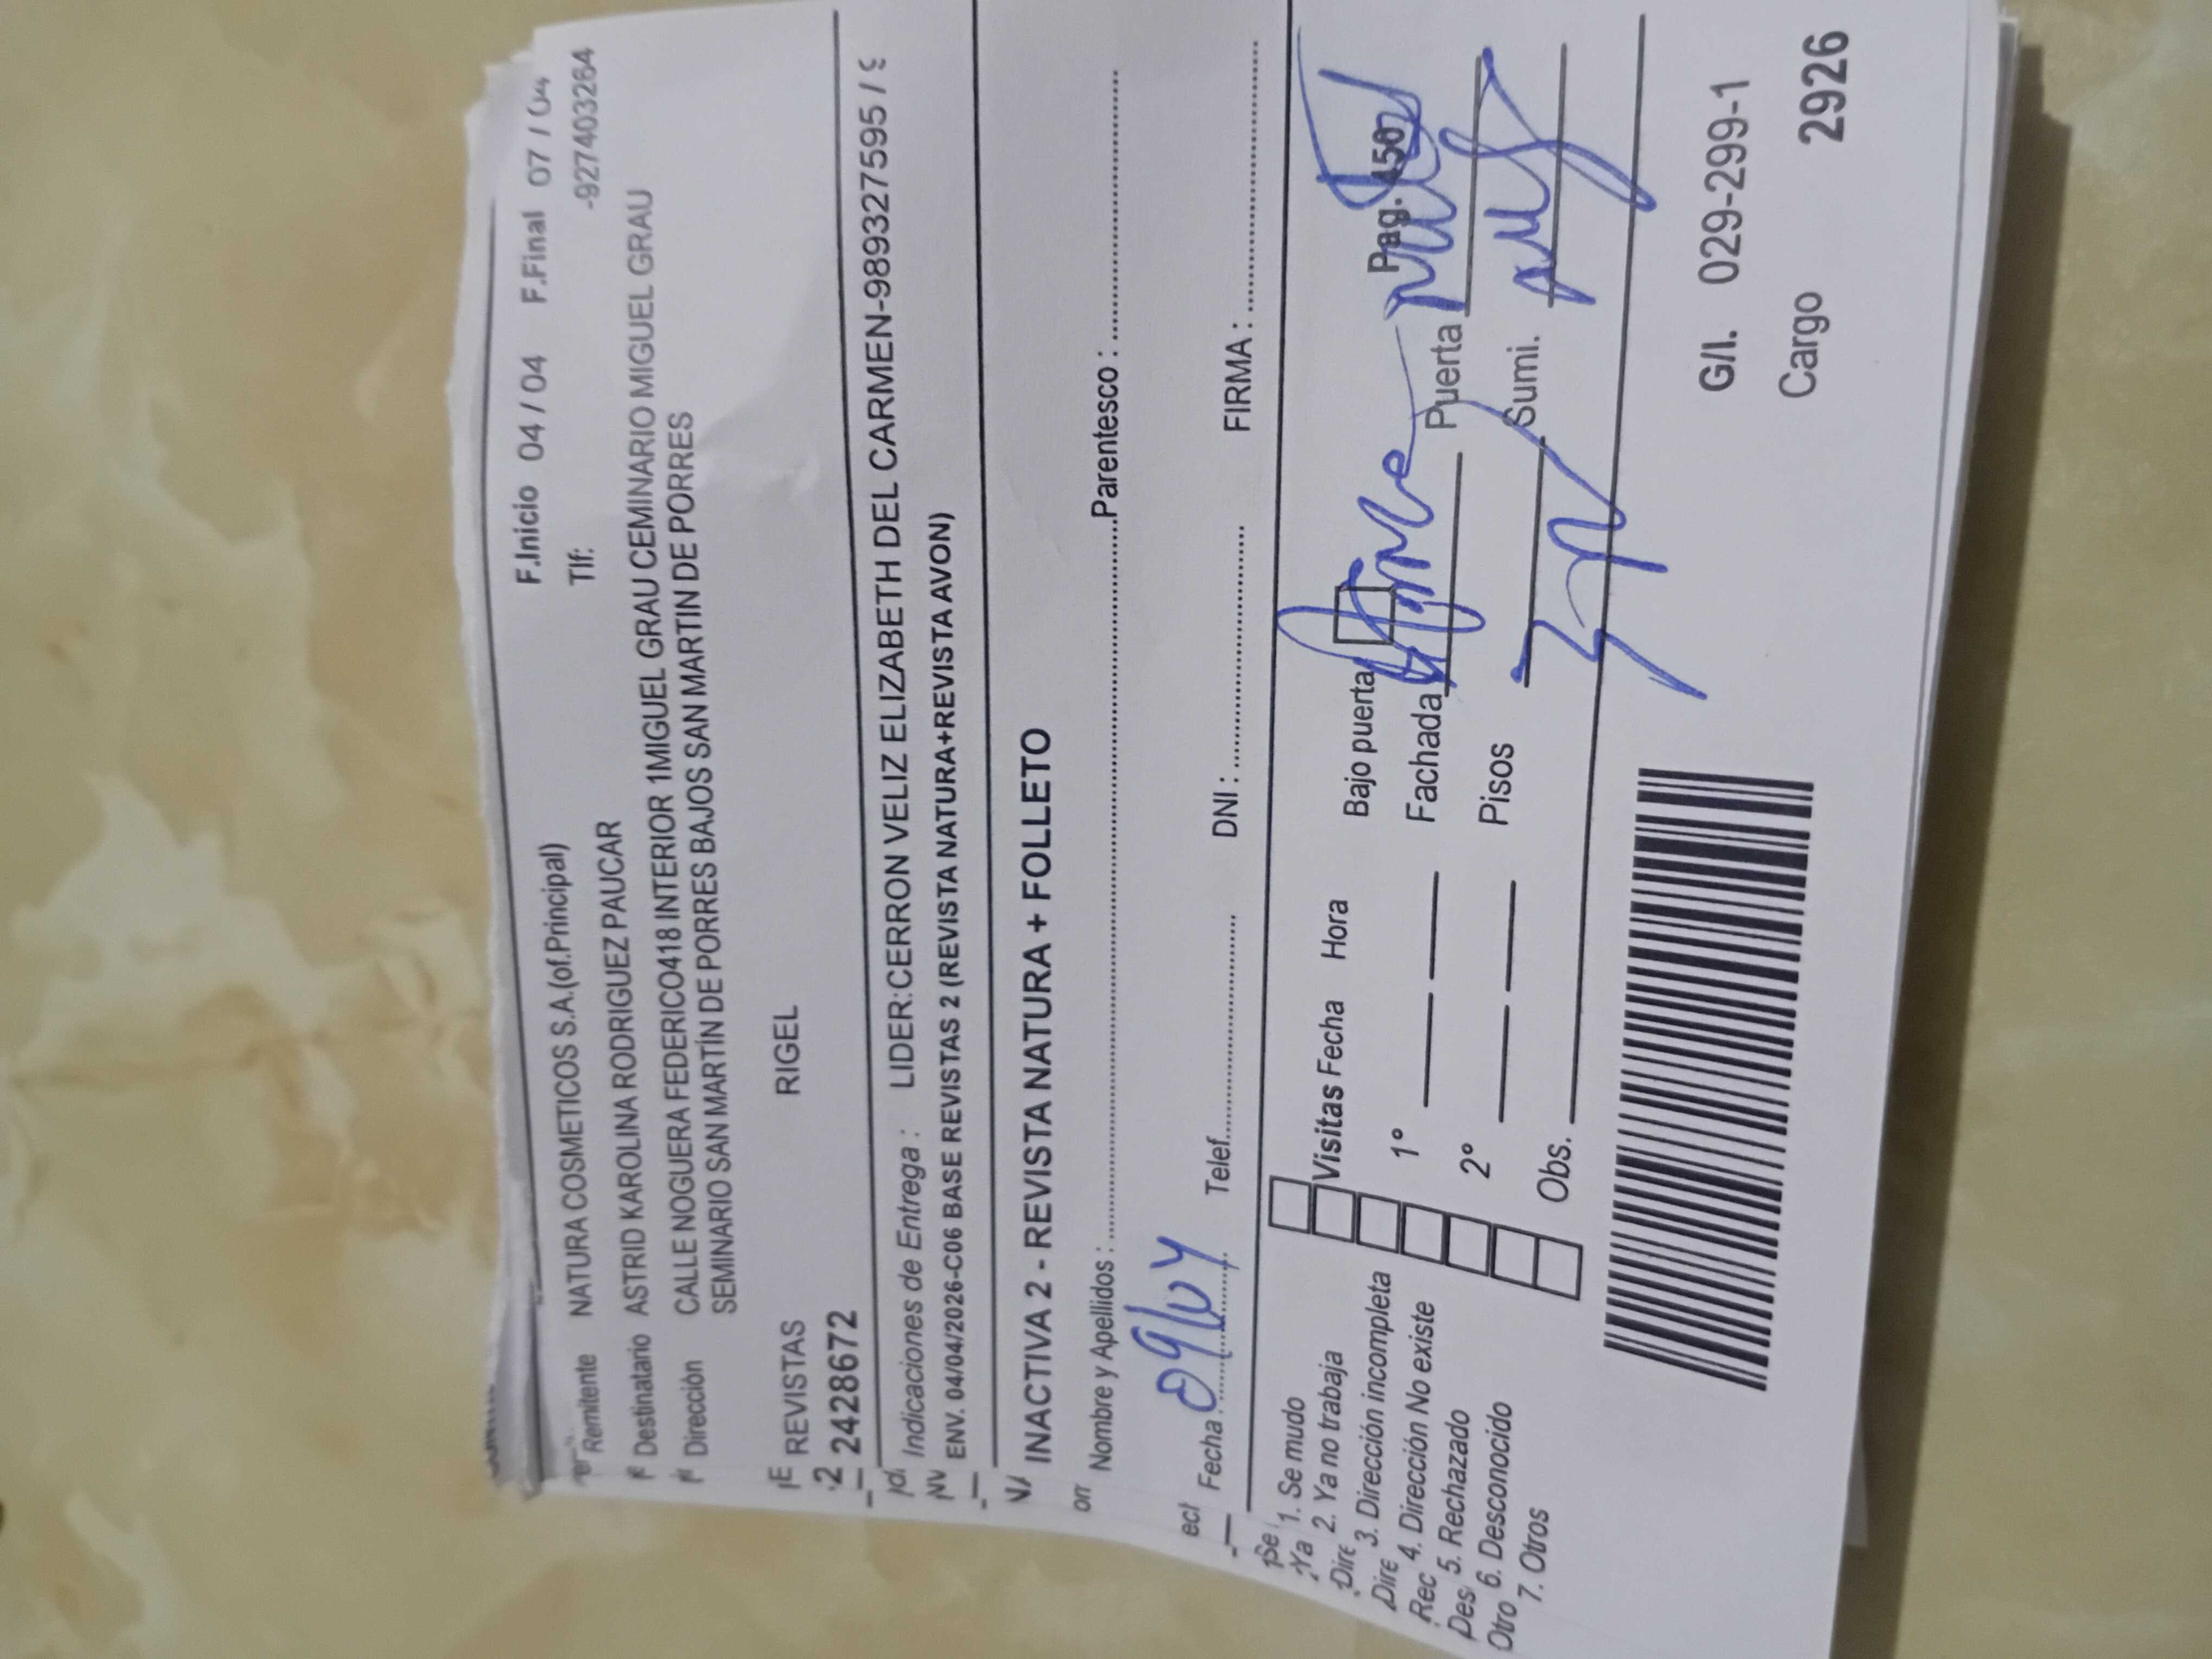 F.Inicio 04 / 04 F.Final 07 / 04
Remitente NATURA COSMETICOS S.A.(of.Principal) Tlf: -927403264
Destinatario ASTRID KAROLINA RODRIGUEZ PAUCAR
Dirección CALLE NOGUERA FEDERICO418 INTERIOR 1MIGUEL GRAU CEMINARIO MIGUEL GRAU
SEMINARIO SAN MARTÍN DE PORRES BAJOS SAN MARTIN DE PORRES
REVISTAS RIGEL
2428672
Indicaciones de Entrega : LIDER:CERRON VELIZ ELIZABETH DEL CARMEN-989327595 /
ENV. 04/04/2026-C06 BASE REVISTAS 2 (REVISTA NATURA+REVISTA AVON)
INACTIVA 2 - REVISTA NATURA + FOLLETO
Nombre y Apellidos : Parentesco :
Fecha : 09/04 Telef. DNI : FIRMA :
1. Se mudo
2. Ya no trabaja
3. Dirección incompleta
4. Dirección No existe
5. Rechazado
6. Desconocido
7. Otros
Visitas Fecha Hora Bajo puerta Pag. 450
1° Fachada Puerta
2° Pisos Sumi.
Obs.
G/I. 029-299-1
Cargo 2926